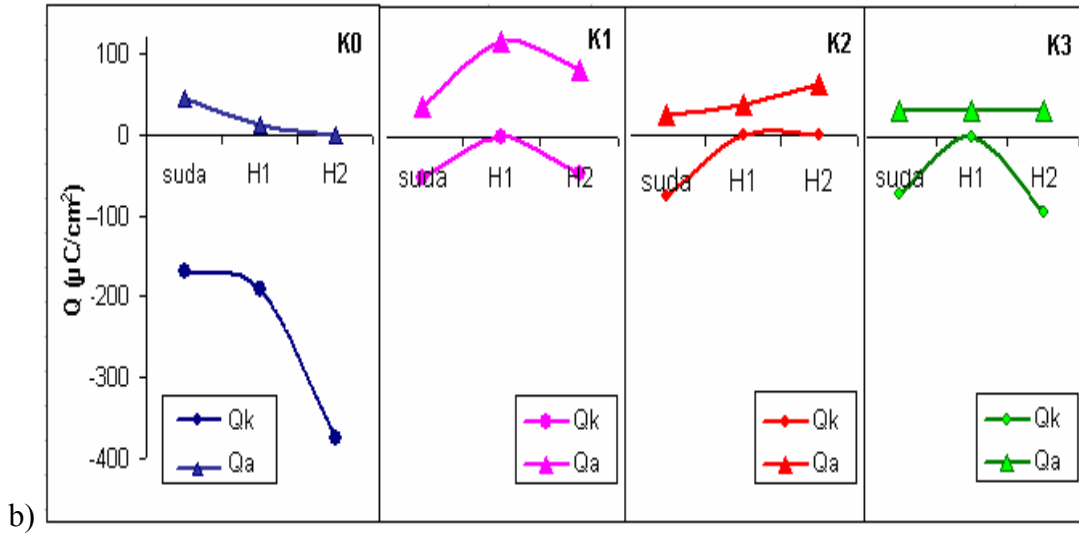 K0
K1
K2
K3
100
0
-100
-200
-300
-400
Q (µC/cm²)
suda H1 H2
suda H1 H2
suda H1 H2
suda H1 H2
Qk
Qa
Qk
Qa
Qk
Qa
Qk
Qa
b)